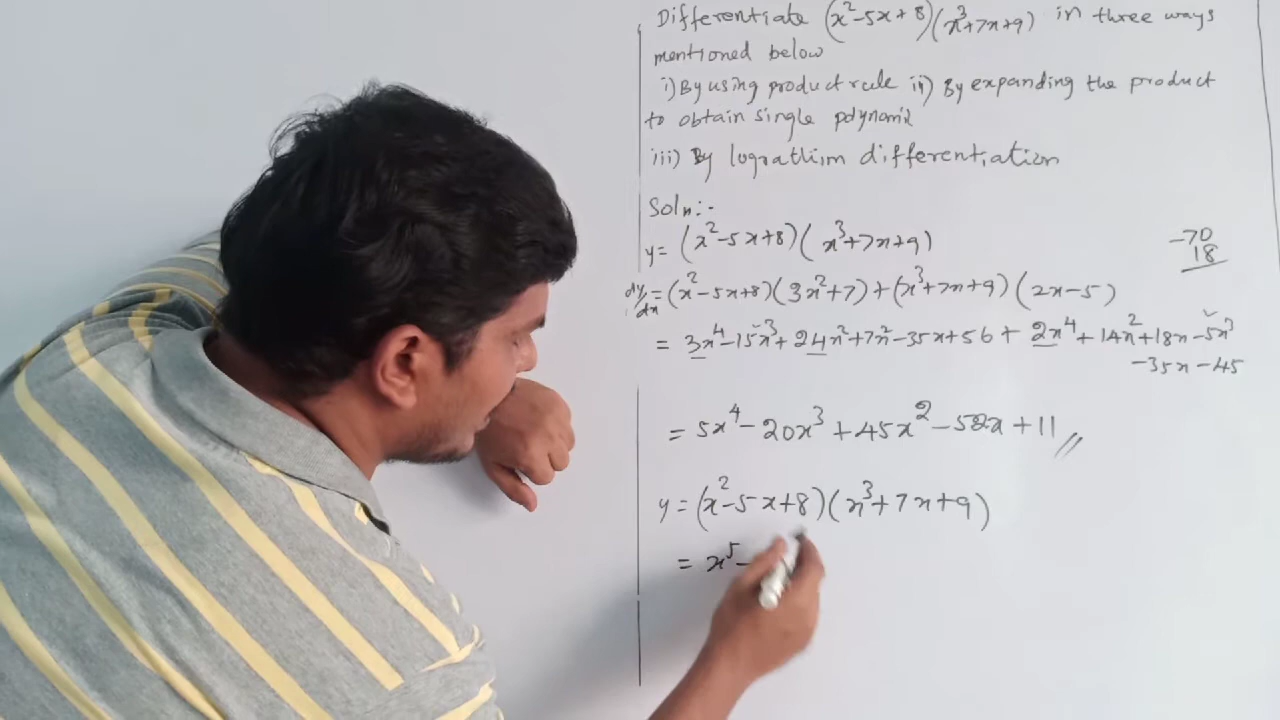 Differentiate (x²-5x+8)(x³+7x+9) in three ways
mentioned below
i) By using product rule ii) By expanding the product
to obtain single polynomil
iii) By lograthim differentiation
Soln:-
y= (x²-5x+8)(x³+7x+9)
-70
18
dy/dx = (x²-5x+8)(3x²+7)+(x³+7x+9)(2x-5)
= 3x⁴-15x³+24x²+7x²-35x+56+2x⁴+14x²+18x-5x³
-35x-45
= 5x⁴-20x³+45x²-52x+11//
y=(x²-5x+8)(x³+7x+9)
= x⁵-